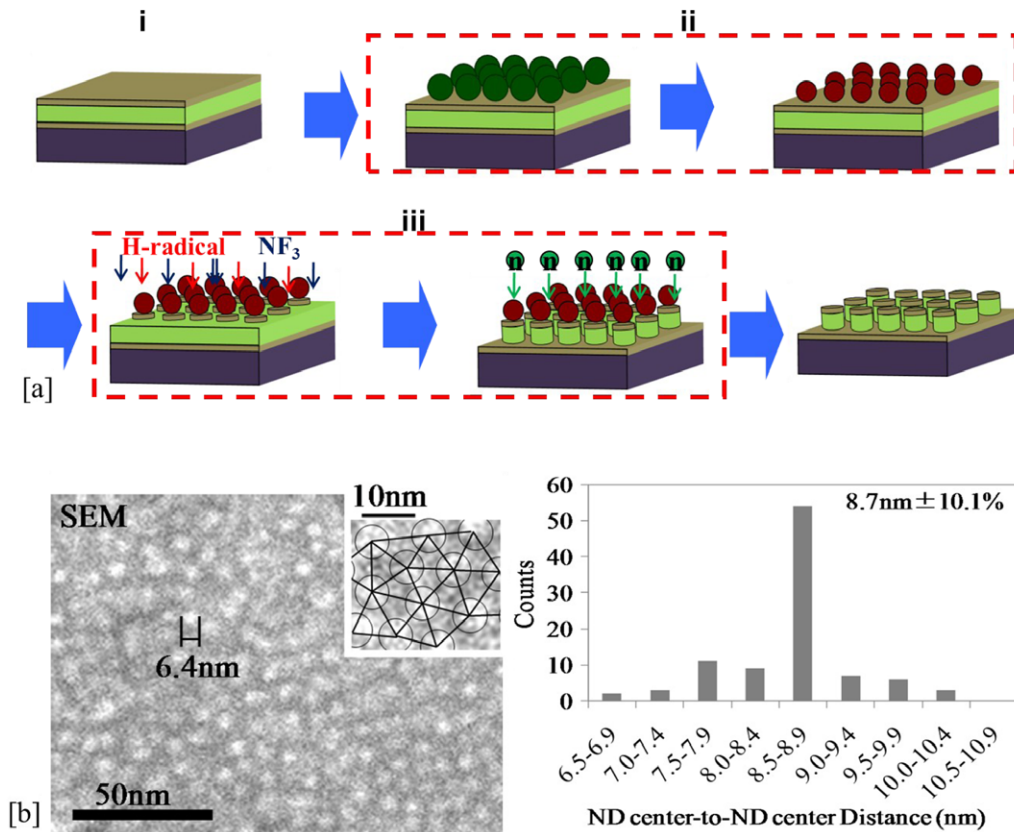 i
ii
iii
H-radical
NF3
n n n n n n
[a]
SEM
6.4nm
50nm
10nm
[b]
8.7nm±10.1%
Counts
60
50
40
30
20
10
0
6.5-6.9
7.0-7.4
7.5-7.9
8.0-8.4
8.5-8.9
9.0-9.4
9.5-9.9
10.0-10.4
10.5-10.9
ND center-to-ND center Distance (nm)